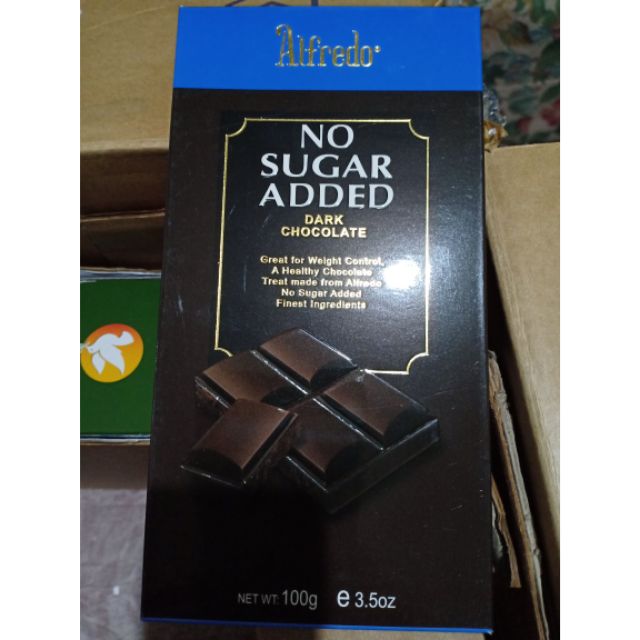 Alfredo
NO
SUGAR
ADDED
DARK
CHOCOLATE
Great for Weight Control,
A Healthy Chocolate
Treat made from Alfredo
No Sugar Added
Finest Ingredients
NET WT: 100g ℮ 3.5oz